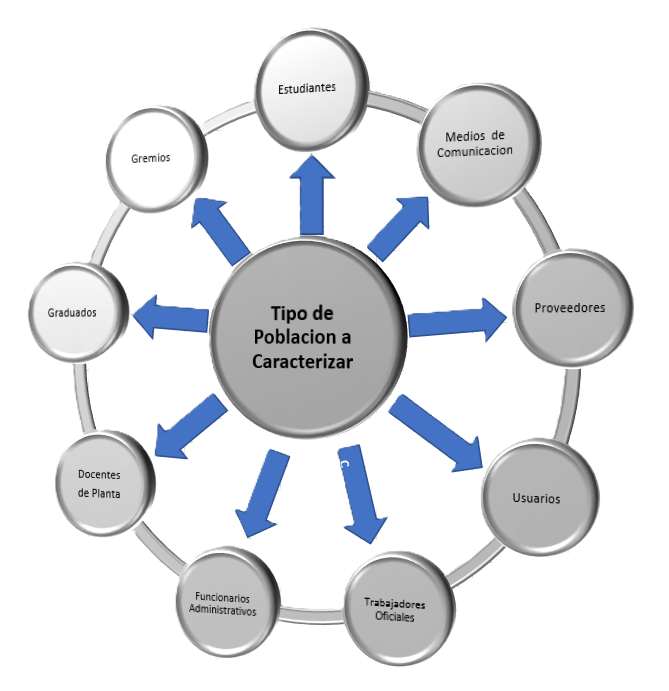 Estudiantes
Medios de
Comunicacion
Gremios
Graduados
Tipo de
Poblacion a
Caracterizar
Proveedores
Docentes
de Planta
C
Usuarios
Funcionarios
Administrativos
Trabajadores
Oficiales